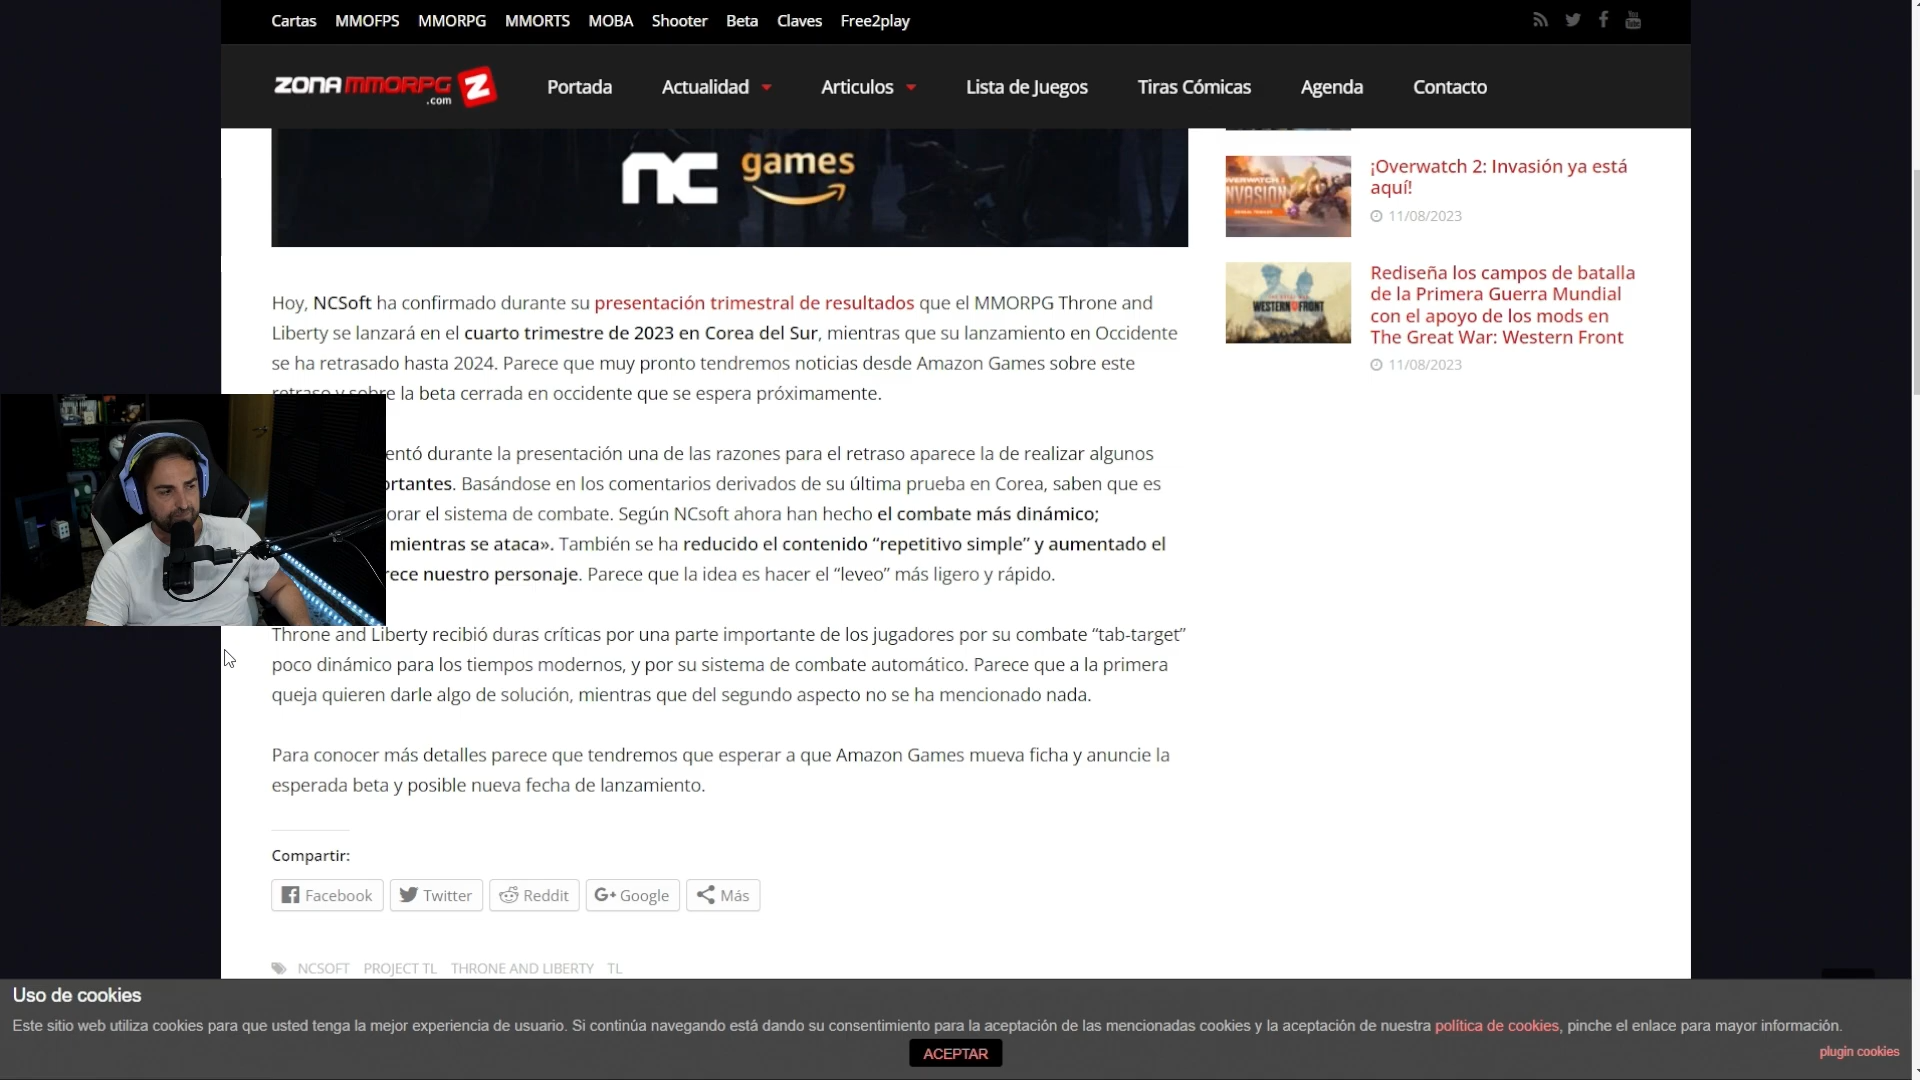 Cartas MMOFPS MMORPG MMORTS MOBA Shooter Beta Claves Free2play
ZONA MMORPG .com Z
Portada Actualidad Articulos Lista de Juegos Tiras Cómicas Agenda Contacto
nc games
¡Overwatch 2: Invasión ya está
aquí!
11/08/2023
Rediseña los campos de batalla
de la Primera Guerra Mundial
con el apoyo de los mods en
The Great War: Western Front
11/08/2023
WESTERN FRONT
Hoy, NCSoft ha confirmado durante su presentación trimestral de resultados que el MMORPG Throne and
Liberty se lanzará en el cuarto trimestre de 2023 en Corea del Sur, mientras que su lanzamiento en Occidente
se ha retrasado hasta 2024. Parece que muy pronto tendremos noticias desde Amazon Games sobre este
retraso y sobre la beta cerrada en occidente que se espera próximamente.
entó durante la presentación una de las razones para el retraso aparece la de realizar algunos
ortantes. Basándose en los comentarios derivados de su última prueba en Corea, saben que es
orar el sistema de combate. Según NCsoft ahora han hecho el combate más dinámico;
mientras se ataca». También se ha reducido el contenido “repetitivo simple” y aumentado el
rece nuestro personaje. Parece que la idea es hacer el “leveo” más ligero y rápido.
Throne and Liberty recibió duras críticas por una parte importante de los jugadores por su combate “tab-target”
poco dinámico para los tiempos modernos, y por su sistema de combate automático. Parece que a la primera
queja quieren darle algo de solución, mientras que del segundo aspecto no se ha mencionado nada.
Para conocer más detalles parece que tendremos que esperar a que Amazon Games mueva ficha y anuncie la
esperada beta y posible nueva fecha de lanzamiento.
Compartir:
Facebook Twitter Reddit G+ Google Más
NCSOFT PROJECT TL THRONE AND LIBERTY TL
Uso de cookies
Este sitio web utiliza cookies para que usted tenga la mejor experiencia de usuario. Si continúa navegando está dando su consentimiento para la aceptación de las mencionadas cookies y la aceptación de nuestra política de cookies, pinche el enlace para mayor información.
ACEPTAR
plugin cookies